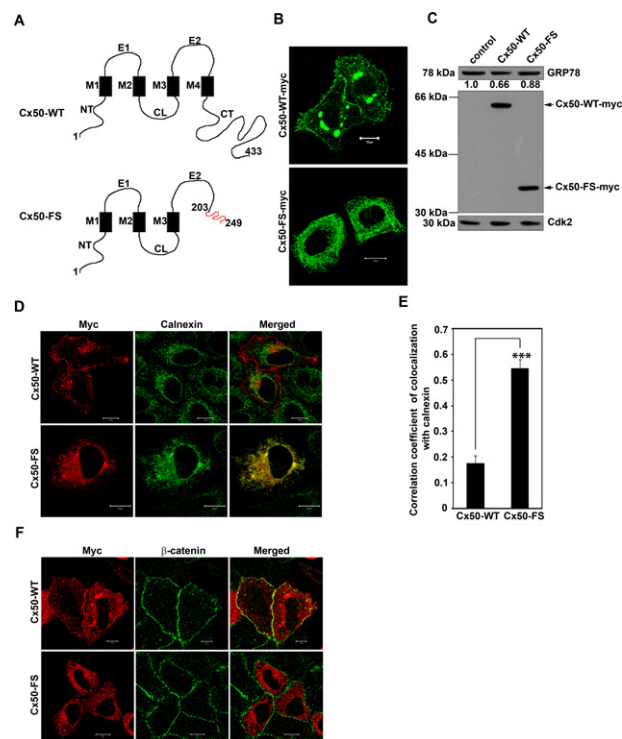 A
E1
E2
M1
M2
M3
M4
Cx50-WT
NT
CL
CT
1
433
E1
E2
Cx50-FS
M1
M2
M3
203
249
NT
CL
1
B
Cx50-WT-myc
Cx50-FS-myc
C
control
Cx50-WT
Cx50-FS
78 kDa
GRP78
1.0 0.66 0.88
66 kDa
Cx50-WT-myc
45 kDa
Cx50-FS-myc
30 kDa
30 kDa
Cdk2
D
Myc Calnexin Merged
Cx50-WT
Cx50-FS
E
Correlation coefficient of colocalization
with calnexin
0.7
0.6
0.5
0.4
0.3
0.2
0.1
0
***
Cx50-WT Cx50-FS
F
Myc β-catenin Merged
Cx50-WT
Cx50-FS